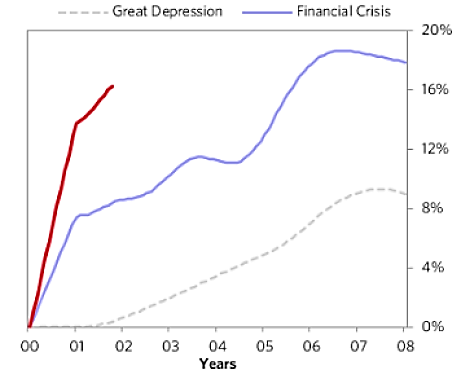 Great Depression Financial Crisis
20%
16%
12%
8%
4%
0%
00 01 02 03 04 05 06 07 08
Years